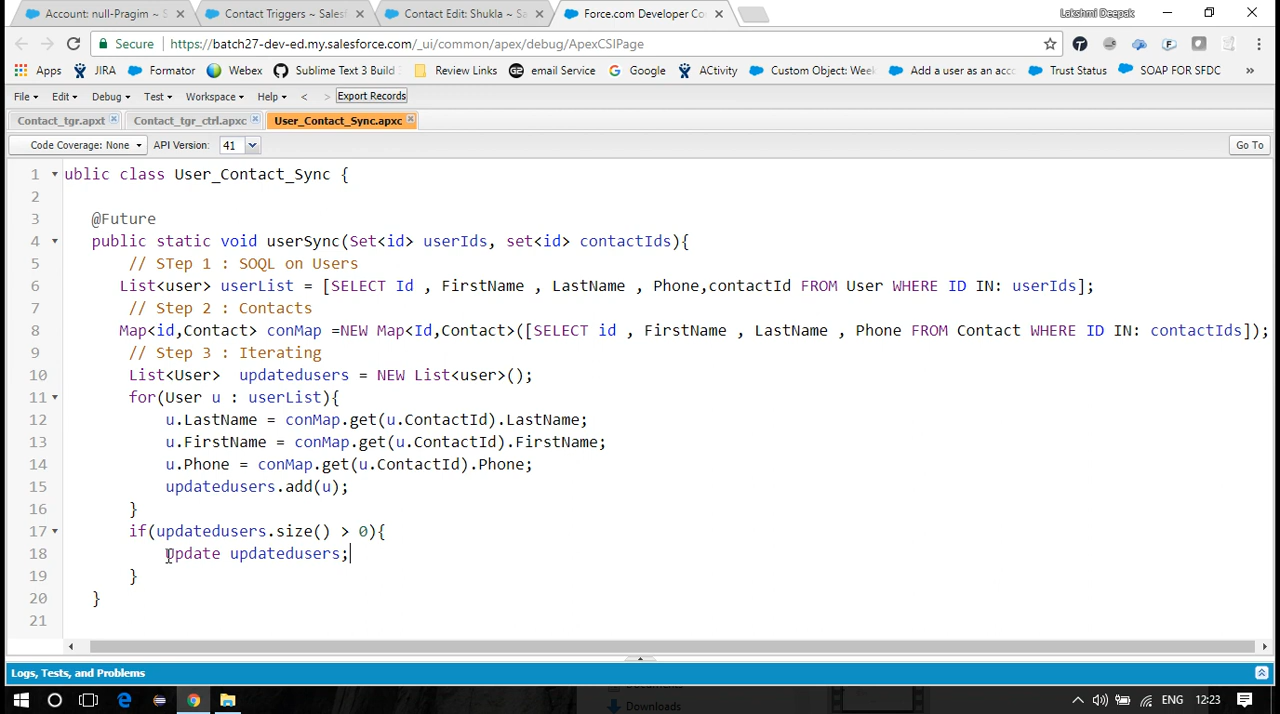 Account: null-Pragim ~ S
Contact Triggers ~ Salesf
Contact Edit: Shukla ~ Sa
Force.com Developer Co
Lakshmi Deepak
Secure
https://batch27-dev-ed.my.salesforce.com/_ui/common/apex/debug/ApexCSIPage
Apps
JIRA
Formator
Webex
Sublime Text 3 Build
Review Links
email Service
Google
ACtivity
Custom Object: Week
Add a user as an acco
Trust Status
SOAP FOR SFDC
»
File
Edit
Debug
Test
Workspace
Help
<
>
Export Records
Contact_tgr.apxt
Contact_tgr_ctrl.apxc
User_Contact_Sync.apxc
Code Coverage: None
API Version:
41
Go To
1 ublic class User_Contact_Sync {
2
3 @Future
4 public static void userSync(Set<id> userIds, set<id> contactIds){
5 // STep 1 : SOQL on Users
6 List<user> userList = [SELECT Id , FirstName , LastName , Phone,contactId FROM User WHERE ID IN: userIds];
7 // Step 2 : Contacts
8 Map<id,Contact> conMap =NEW Map<Id,Contact>([SELECT id , FirstName , LastName , Phone FROM Contact WHERE ID IN: contactIds]);
9 // Step 3 : Iterating
10 List<User> updatedusers = NEW List<user>();
11 for(User u : userList){
12 u.LastName = conMap.get(u.ContactId).LastName;
13 u.FirstName = conMap.get(u.ContactId).FirstName;
14 u.Phone = conMap.get(u.ContactId).Phone;
15 updatedusers.add(u);
16 }
17 if(updatedusers.size() > 0){
18 update updatedusers;
19 }
20 }
21
Logs, Tests, and Problems
Downloads
ENG
12:23